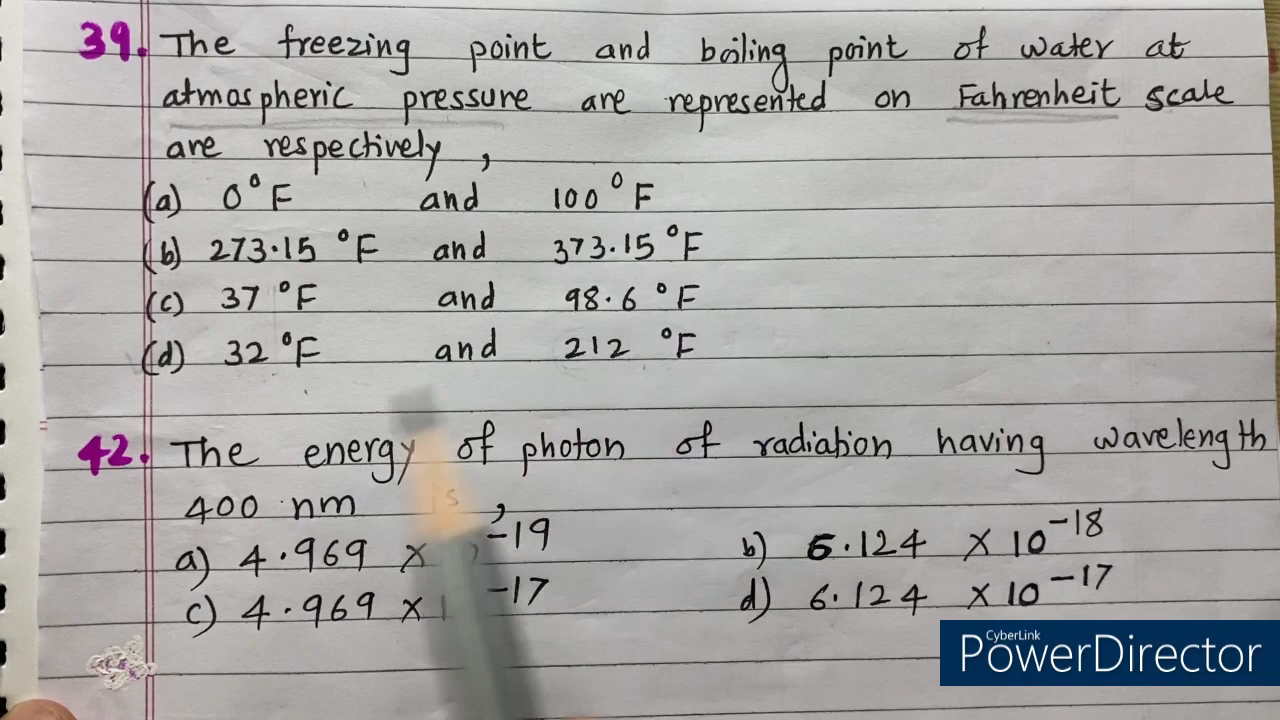 39. The freezing point and boiling point of water at
atmospheric pressure are represented on Fahrenheit scale
are respectively,
(a) 0°F and 100°F
(b) 273.15 °F and 373.15 °F
(c) 37 °F and 98.6 °F
(d) 32 °F and 212 °F
42. The energy of photon of radiation having wavelength
400 nm is,
a) 4.969 × -19 b) 6.124 × 10-18
c) 4.969 × 1 -17 d) 6.124 × 10-17
CyberLink
PowerDirector